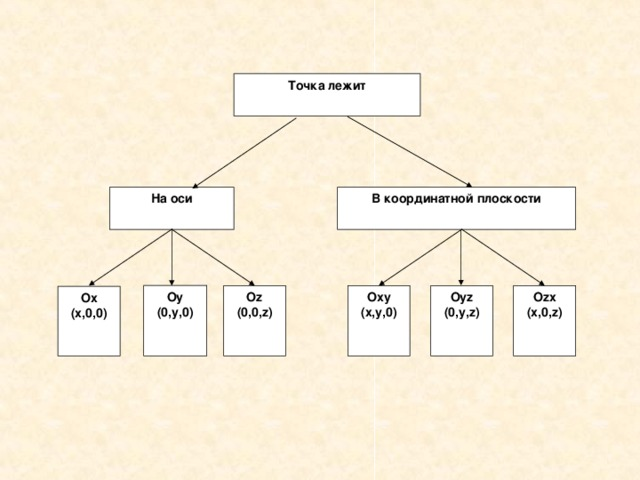 Точка лежит
На оси
В координатной плоскости
Ox
(x,0,0)
Oy
(0,y,0)
Oz
(0,0,z)
Oxy
(x,y,0)
Oyz
(0,y,z)
Ozx
(x,0,z)